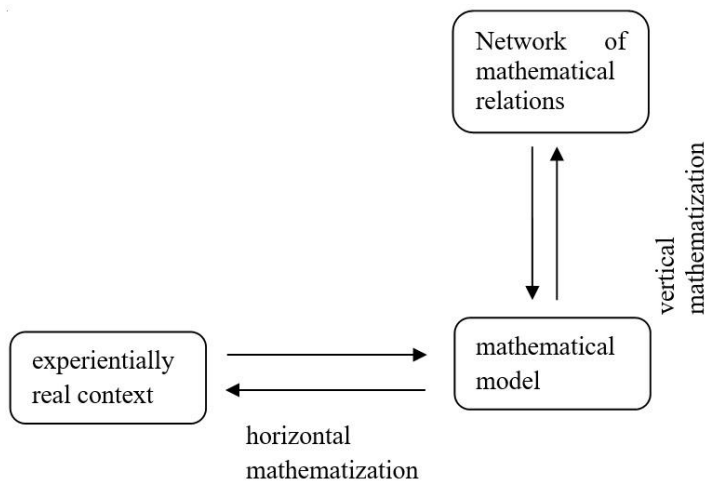 Network of
mathematical
relations
vertical
mathematization
experientially
real context
mathematical
model
horizontal
mathematization